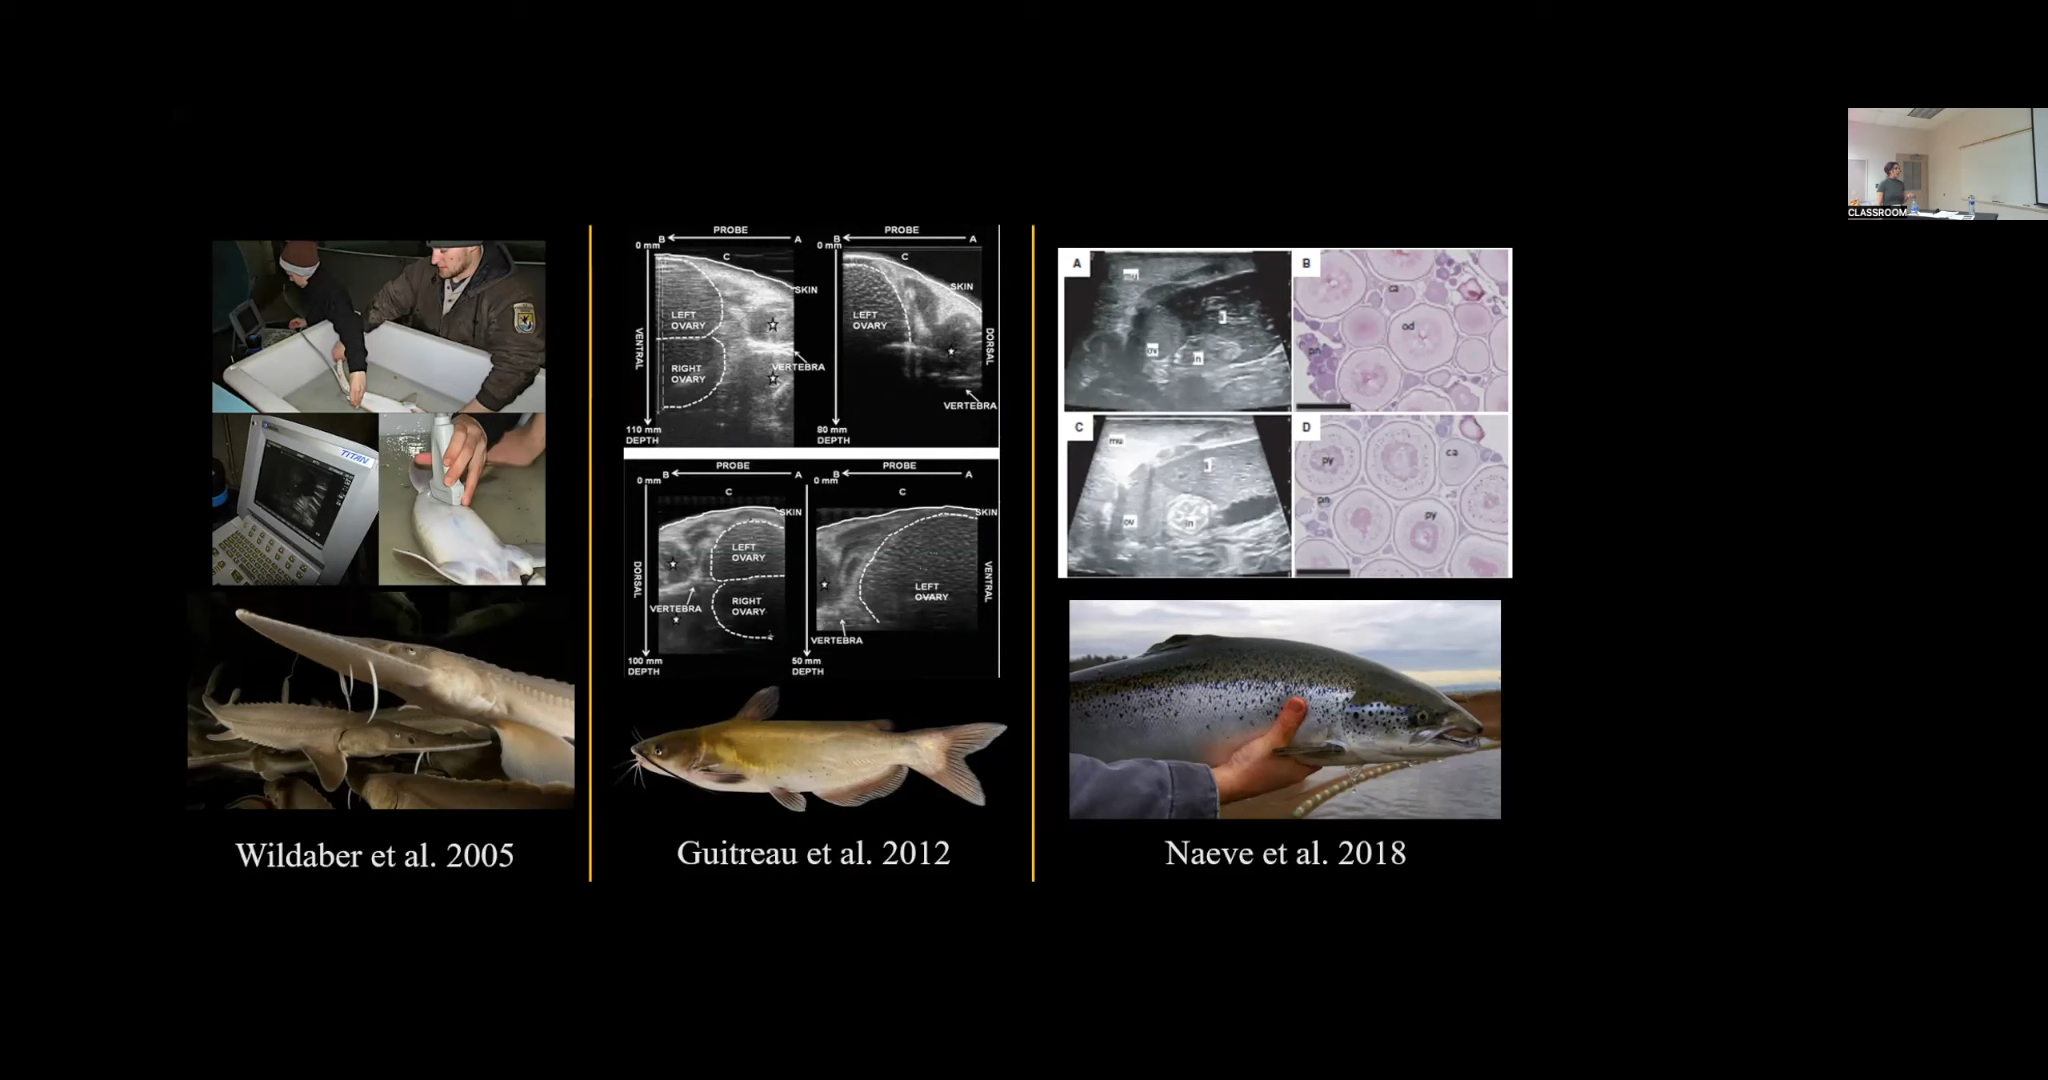 CLASSROOM
TITAN
Wildaber et al. 2005
PROBE
0 mm B A
C
SKIN
LEFT
OVARY
VENTRAL
RIGHT
OVARY
VERTEBRA
110 mm
DEPTH
PROBE
0 mm B A
C
SKIN
LEFT
OVARY
DORSAL
VERTEBRA
80 mm
DEPTH
PROBE
0 mm B A
C
SKIN
LEFT
OVARY
DORSAL
VERTEBRA
RIGHT
OVARY
100 mm
DEPTH
PROBE
0 mm B A
C
SKIN
LEFT
OVARY
VENTRAL
VERTEBRA
50 mm
DEPTH
Guitreau et al. 2012
A
mu
ov
in
B
ca
od
pn
C
mu
ov
in
D
py
ca
pn
py
Naeve et al. 2018